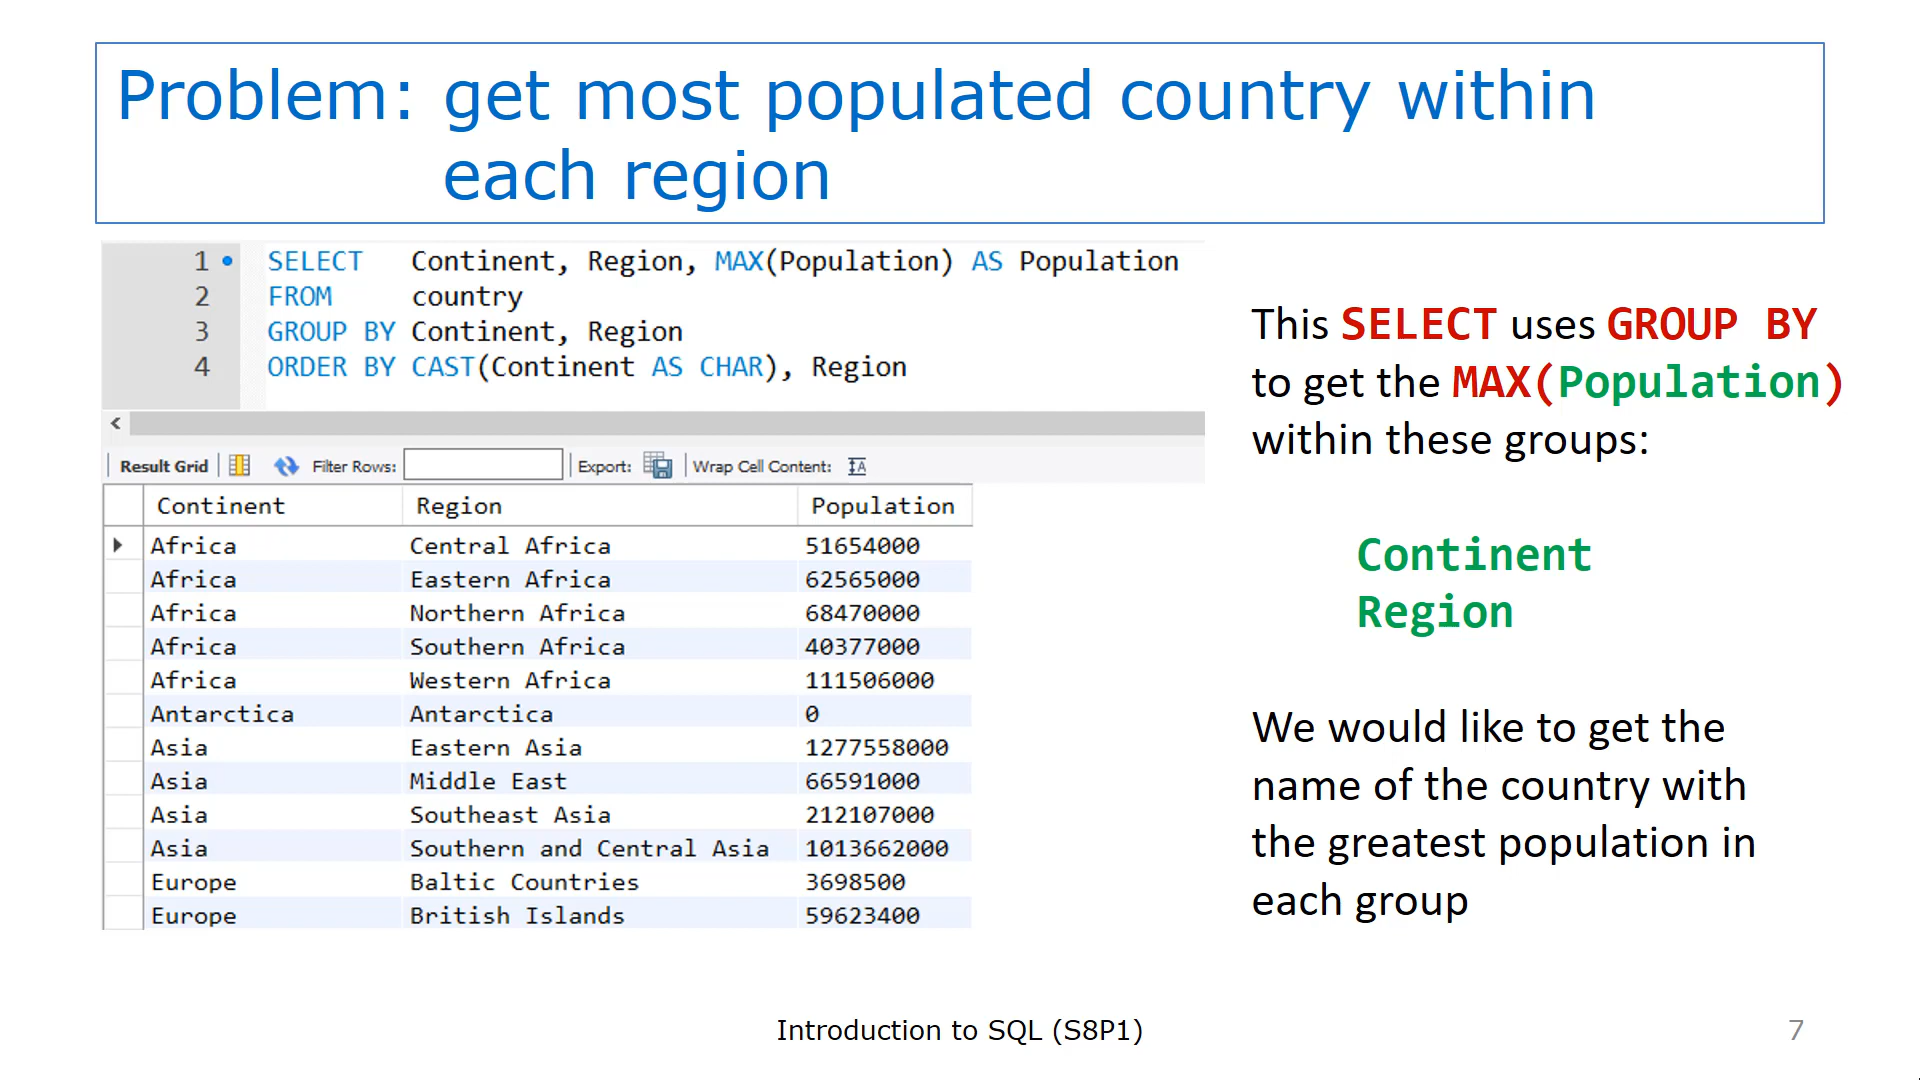 Problem: get most populated country within
each region
1 SELECT Continent, Region, MAX(Population) AS Population
2 FROM country
3 GROUP BY Continent, Region
4 ORDER BY CAST(Continent AS CHAR), Region
Result Grid Filter Rows: Export: Wrap Cell Content:
Continent Region Population
Africa Central Africa 51654000
Africa Eastern Africa 62565000
Africa Northern Africa 68470000
Africa Southern Africa 40377000
Africa Western Africa 111506000
Antarctica Antarctica 0
Asia Eastern Asia 1277558000
Asia Middle East 66591000
Asia Southeast Asia 212107000
Asia Southern and Central Asia 1013662000
Europe Baltic Countries 3698500
Europe British Islands 59623400
This SELECT uses GROUP BY
to get the MAX(Population)
within these groups:
Continent
Region
We would like to get the
name of the country with
the greatest population in
each group
Introduction to SQL (S8P1)
7